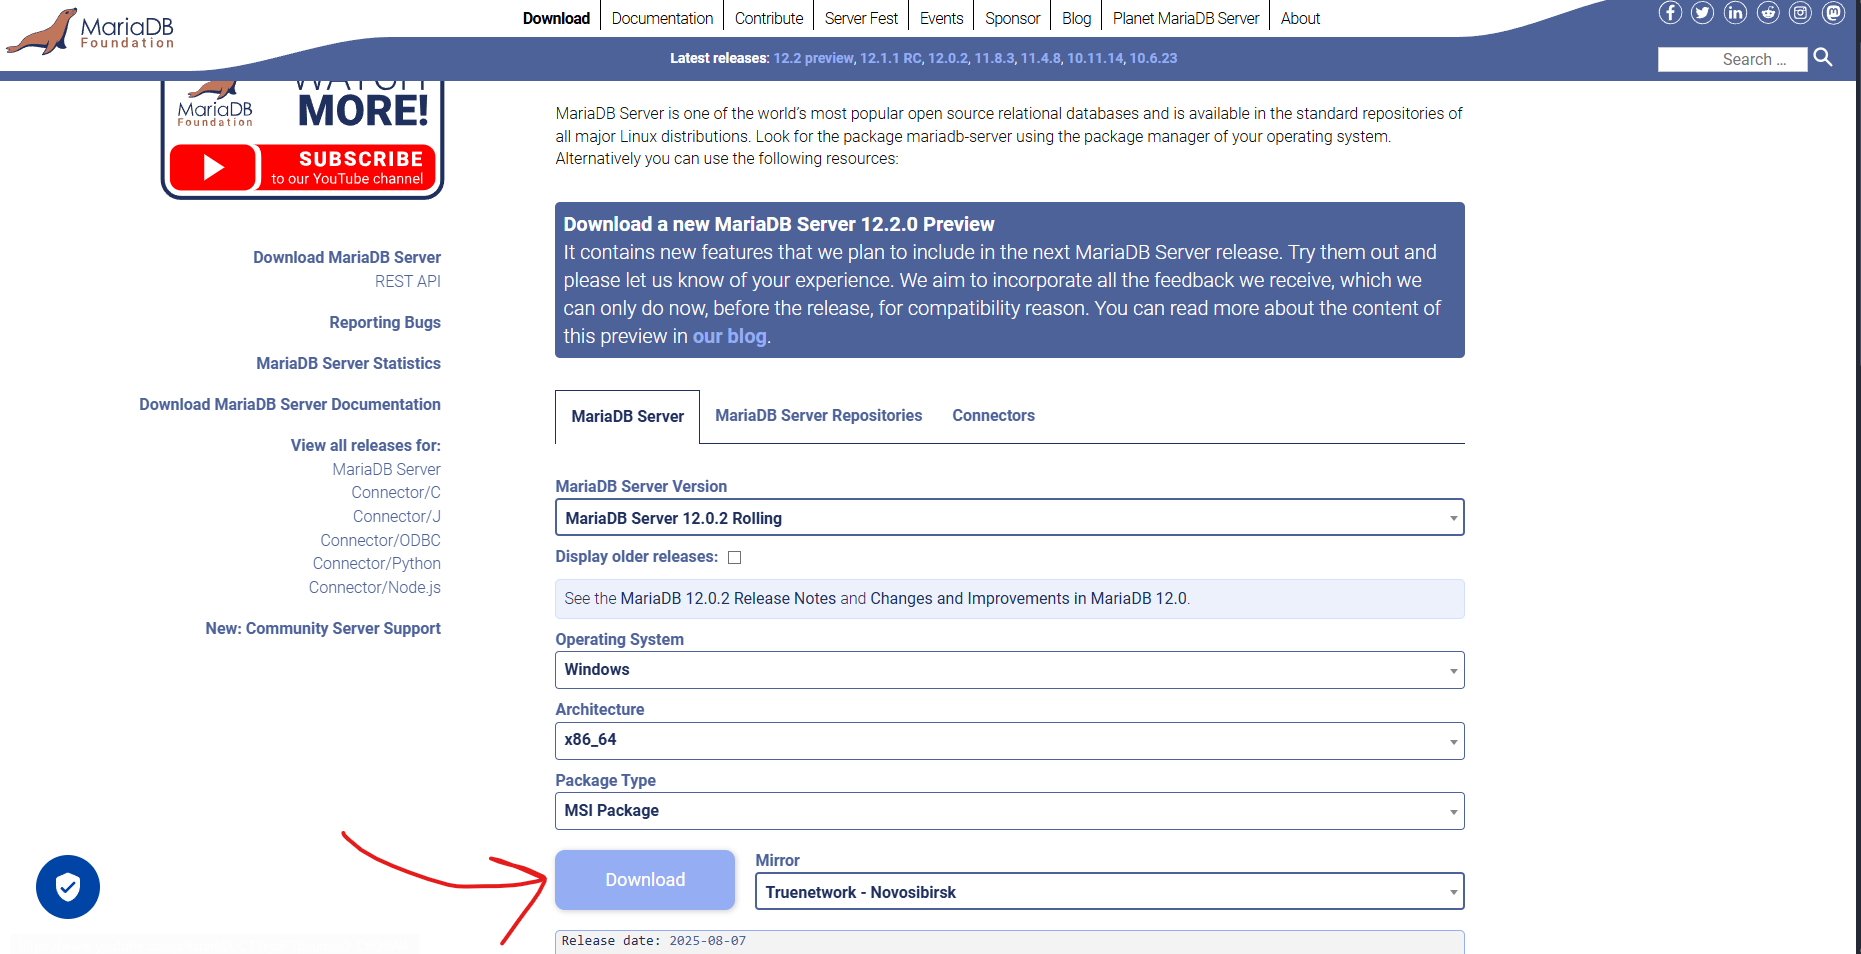 MariaDB
Foundation
Download
Documentation
Contribute
Server Fest
Events
Sponsor
Blog
Planet MariaDB Server
About
Latest releases: 12.2 preview, 12.1.1 RC, 12.0.2, 11.8.3, 11.4.8, 10.11.14, 10.6.23
Search ...
WATCH
MORE!
MariaDB
Foundation
SUBSCRIBE
to our YouTube channel
Download MariaDB Server
REST API
Reporting Bugs
MariaDB Server Statistics
Download MariaDB Server Documentation
View all releases for:
MariaDB Server
Connector/C
Connector/J
Connector/ODBC
Connector/Python
Connector/Node.js
New: Community Server Support
MariaDB Server is one of the world's most popular open source relational databases and is available in the standard repositories of
all major Linux distributions. Look for the package mariadb-server using the package manager of your operating system.
Alternatively you can use the following resources:
Download a new MariaDB Server 12.2.0 Preview
It contains new features that we plan to include in the next MariaDB Server release. Try them out and
please let us know of your experience. We aim to incorporate all the feedback we receive, which we
can only do now, before the release, for compatibility reason. You can read more about the content of
this preview in our blog.
MariaDB Server
MariaDB Server Repositories
Connectors
MariaDB Server Version
MariaDB Server 12.0.2 Rolling
Display older releases:
See the MariaDB 12.0.2 Release Notes and Changes and Improvements in MariaDB 12.0.
Operating System
Windows
Architecture
x86_64
Package Type
MSI Package
Download
Mirror
Truenetwork - Novosibirsk
Release date: 2025-08-07